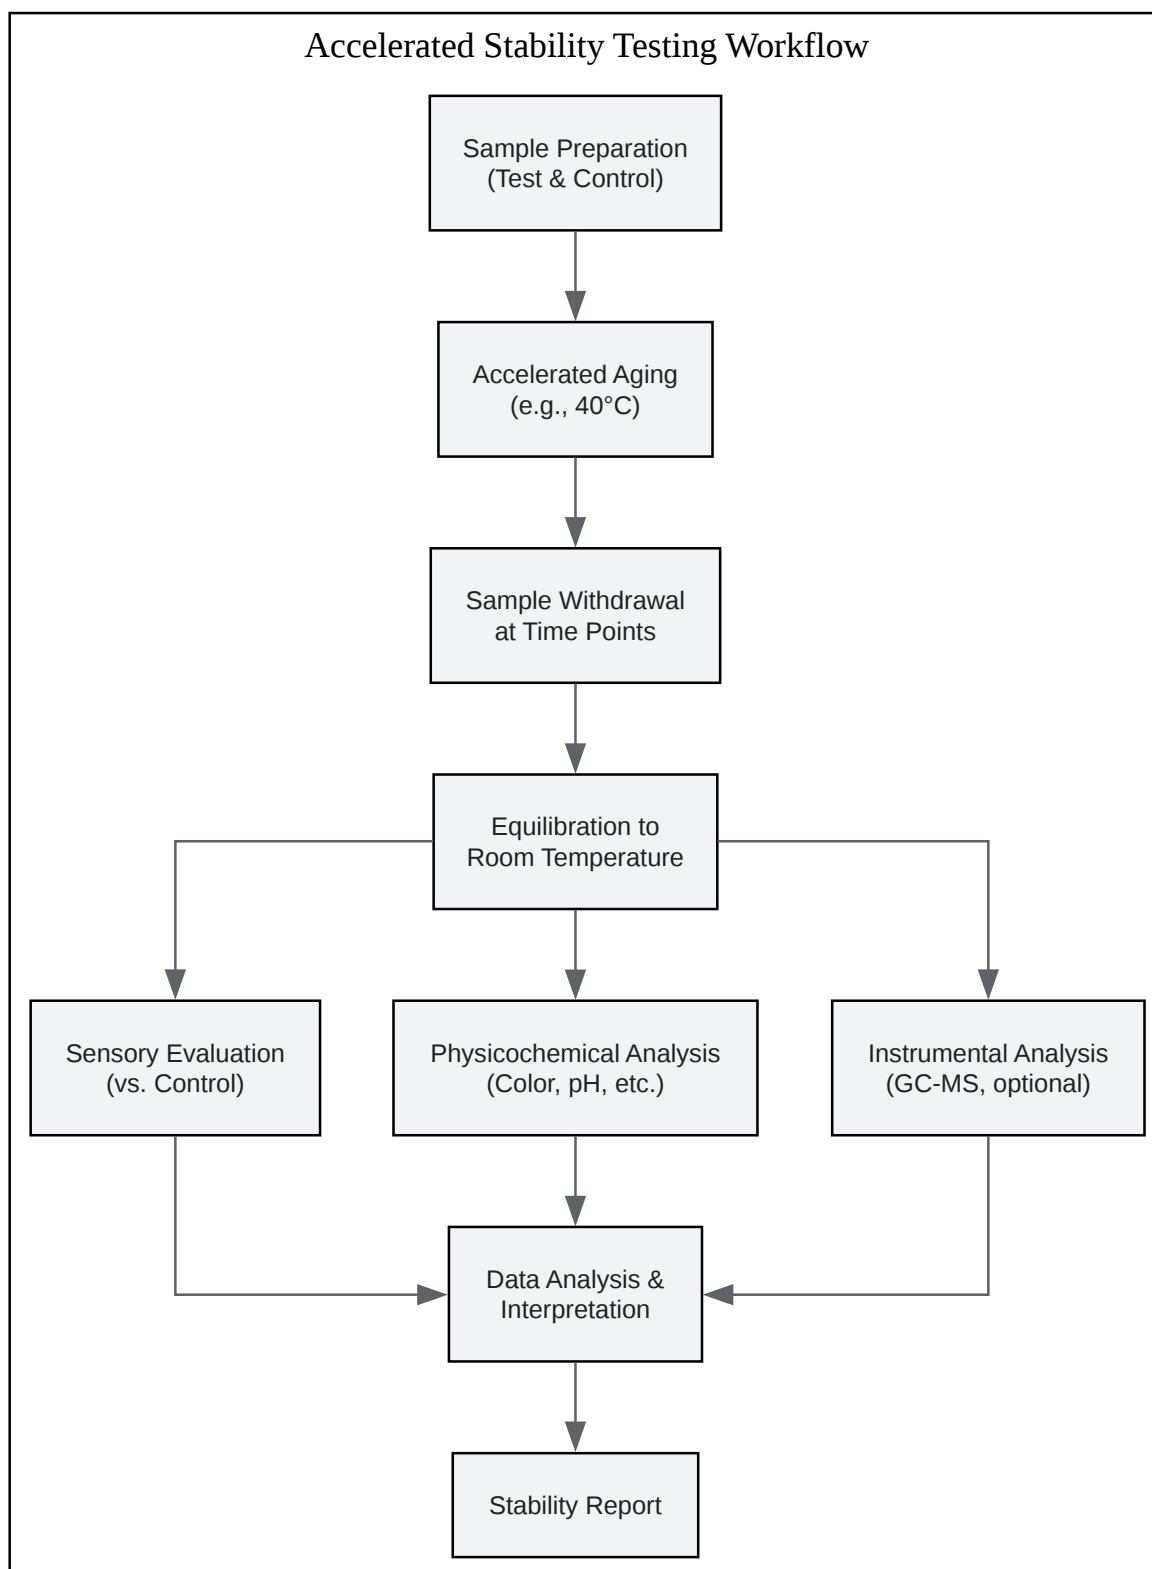 Accelerated Stability Testing Workflow
Sample Preparation
(Test & Control)
Accelerated Aging
(e.g., 40°C)
Sample Withdrawal
at Time Points
Equilibration to
Room Temperature
Sensory Evaluation
(vs. Control)
Physicochemical Analysis
(Color, pH, etc.)
Instrumental Analysis
(GC-MS, optional)
Data Analysis &
Interpretation
Stability Report